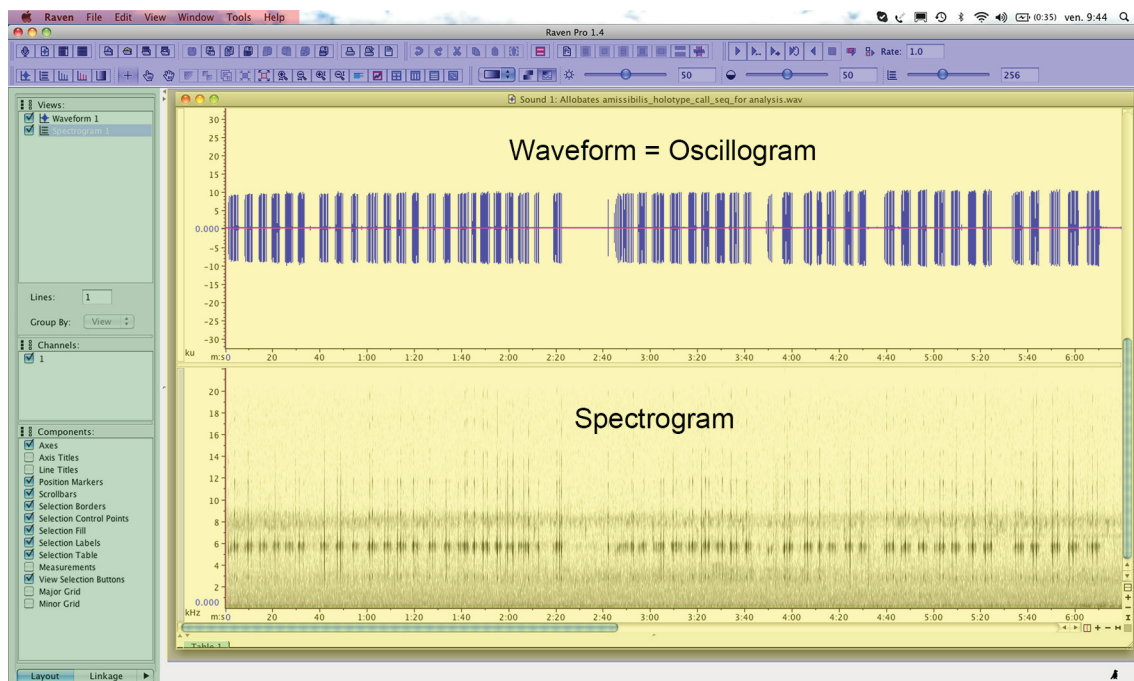 Raven File Edit View Window Tools Help (0:35) ven. 9:44
Raven Pro 1.4
Rate: 1.0
50 50 256
Views:
Waveform 1
Spectrogram 1
Lines: 1
Group By: View
Channels:
1
Components:
Axes
Axis Titles
Line Titles
Position Markers
Scrollbars
Selection Borders
Selection Control Points
Selection Fill
Selection Labels
Selection Table
Measurements
View Selection Buttons
Major Grid
Minor Grid
Layout Linkage
Sound 1: Allobates amissibilis_holotype_call_seq_for analysis.wav
Waveform = Oscillogram
30
25
20
15
10
5
0.000
-5
-10
-15
-20
-25
-30
ku
m:s0 20 40 1:00 1:20 1:40 2:00 2:20 2:40 3:00 3:20 3:40 4:00 4:20 4:40 5:00 5:20 5:40 6:00
Spectrogram
20
18
16
14
12
10
8
6
4
2
0.000
kHz
m:s0 20 40 1:00 1:20 1:40 2:00 2:20 2:40 3:00 3:20 3:40 4:00 4:20 4:40 5:00 5:20 5:40 6:00
Table 1